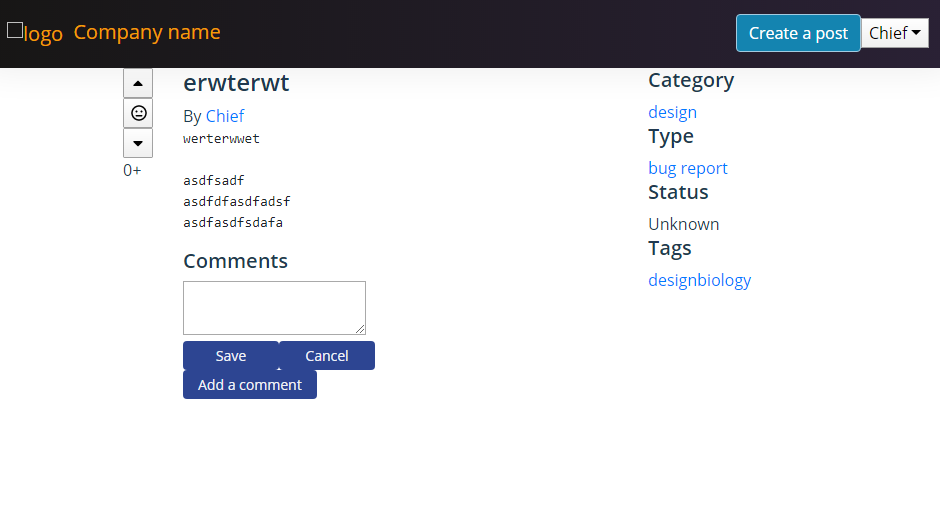 logo Company name
Create a post
Chief
erwterwt
By Chief
werterwwet
asdfsadf
asdfdfasdfadsf
asdfasdfsdafa
0+
Comments
Save
Cancel
Add a comment
Category
design
Type
bug report
Status
Unknown
Tags
designbiology